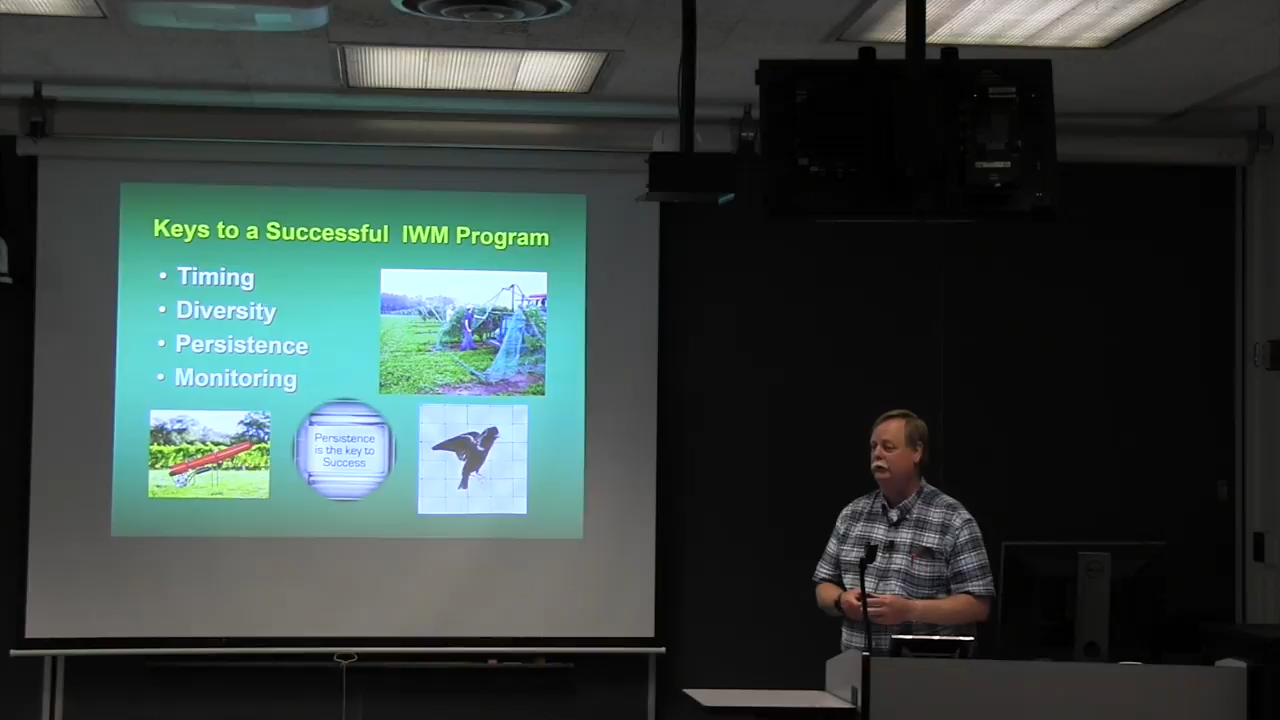 Keys to a Successful IWM Program
• Timing
• Diversity
• Persistence
• Monitoring
Persistence
is the key to
Success